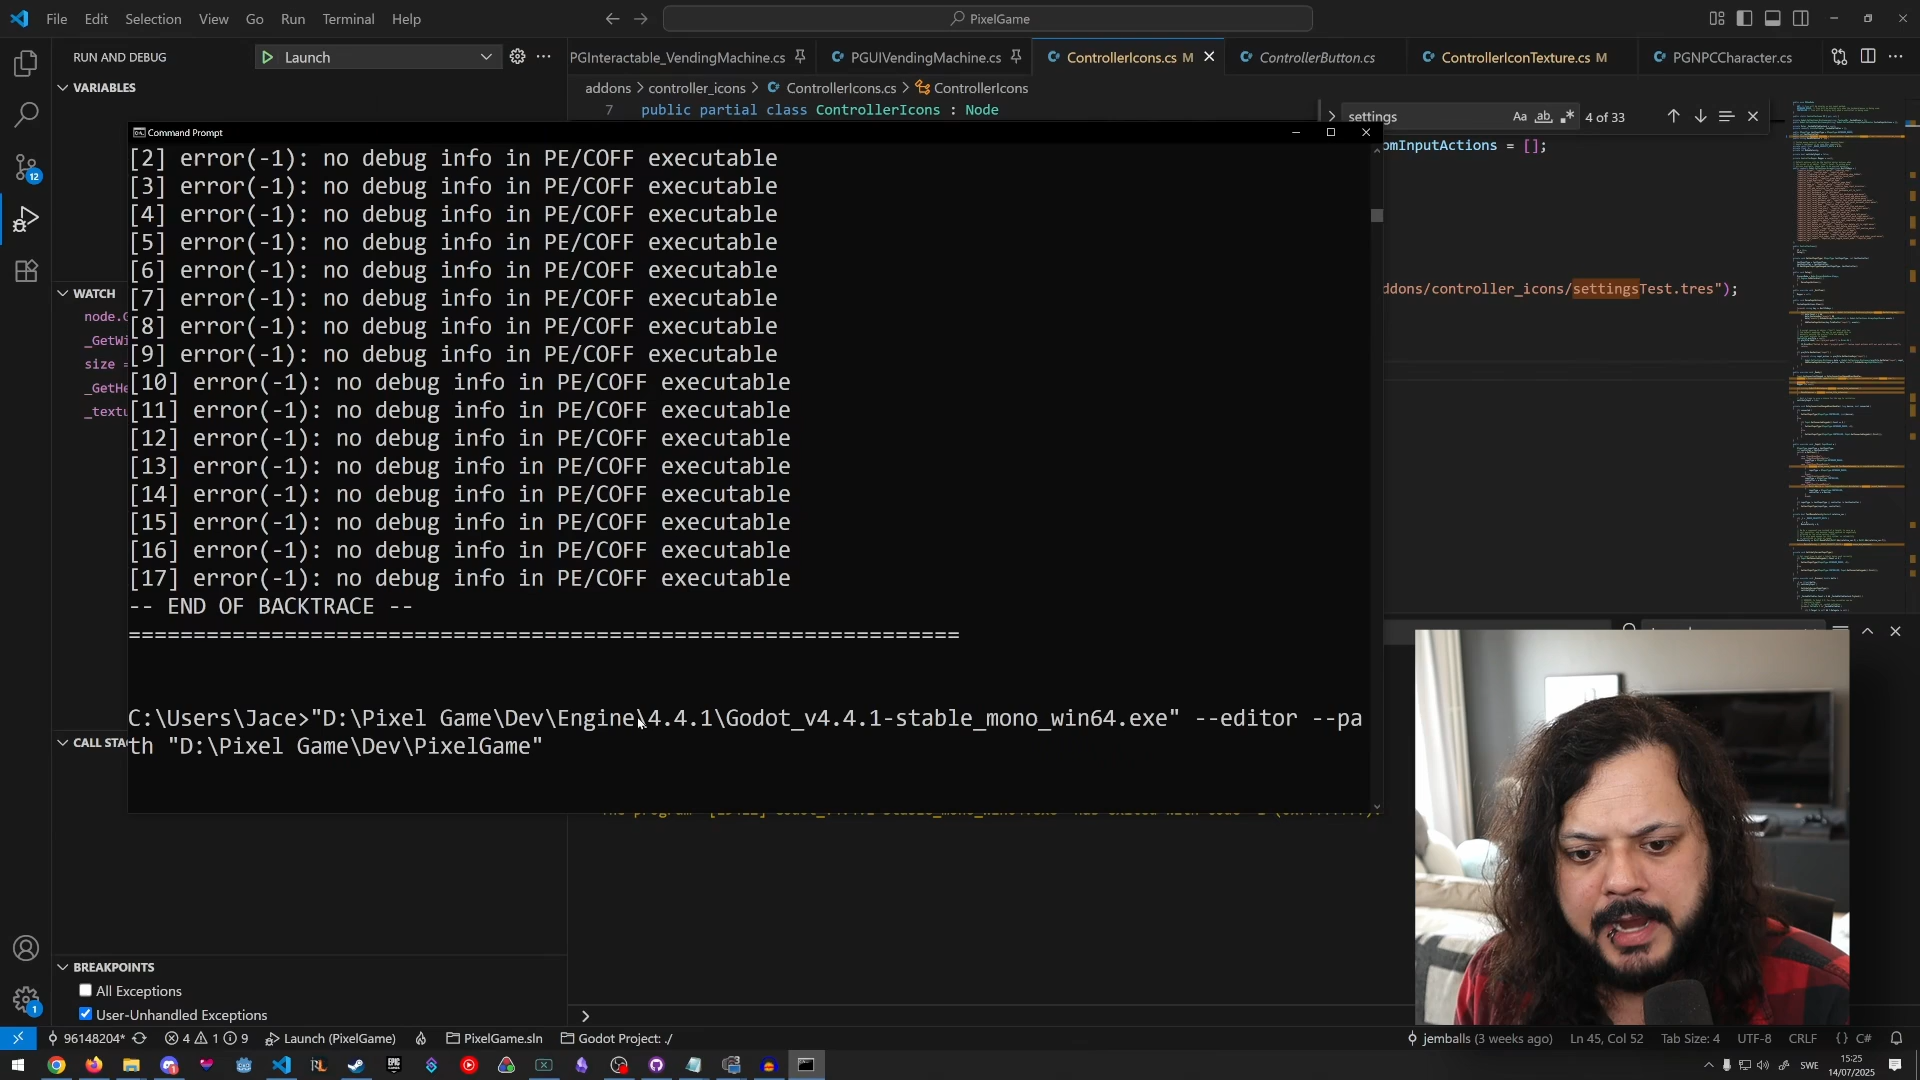 File Edit Selection View Go Run Terminal Help
PixelGame
RUN AND DEBUG
Launch
PGInteractable_VendingMachine.cs
PGUIVendingMachine.cs
ControllerIcons.cs M
ControllerButton.cs
ControllerIconTexture.cs M
PGNPCCharacter.cs
VARIABLES
addons > controller_icons > ControllerIcons.cs > ControllerIcons
7 public partial class ControllerIcons : Node
settings
Aa ab
4 of 33
Command Prompt
omInputActions = [];
[2] error(-1): no debug info in PE/COFF executable
[3] error(-1): no debug info in PE/COFF executable
[4] error(-1): no debug info in PE/COFF executable
[5] error(-1): no debug info in PE/COFF executable
[6] error(-1): no debug info in PE/COFF executable
[7] error(-1): no debug info in PE/COFF executable
[8] error(-1): no debug info in PE/COFF executable
[9] error(-1): no debug info in PE/COFF executable
[10] error(-1): no debug info in PE/COFF executable
[11] error(-1): no debug info in PE/COFF executable
[12] error(-1): no debug info in PE/COFF executable
[13] error(-1): no debug info in PE/COFF executable
[14] error(-1): no debug info in PE/COFF executable
[15] error(-1): no debug info in PE/COFF executable
[16] error(-1): no debug info in PE/COFF executable
[17] error(-1): no debug info in PE/COFF executable
-- END OF BACKTRACE --
================================================================
C:\Users\Jace>"D:\Pixel Game\Dev\Engine\4.4.1\Godot_v4.4.1-stable_mono_win64.exe" --editor --pa
th "D:\Pixel Game\Dev\PixelGame"
ddons/controller_icons/settingsTest.tres");
12
WATCH
node.G
_GetWi
size =
_GetHe
_textu
CALL STA
BREAKPOINTS
All Exceptions
User-Unhandled Exceptions
1
96148204*
4 1 9
Launch (PixelGame)
PixelGame.sln
Godot Project: ./
jemballs (3 weeks ago)
Ln 45, Col 52
Tab Size: 4
UTF-8
CRLF
{ } C#
SWE
15:25
14/07/2025